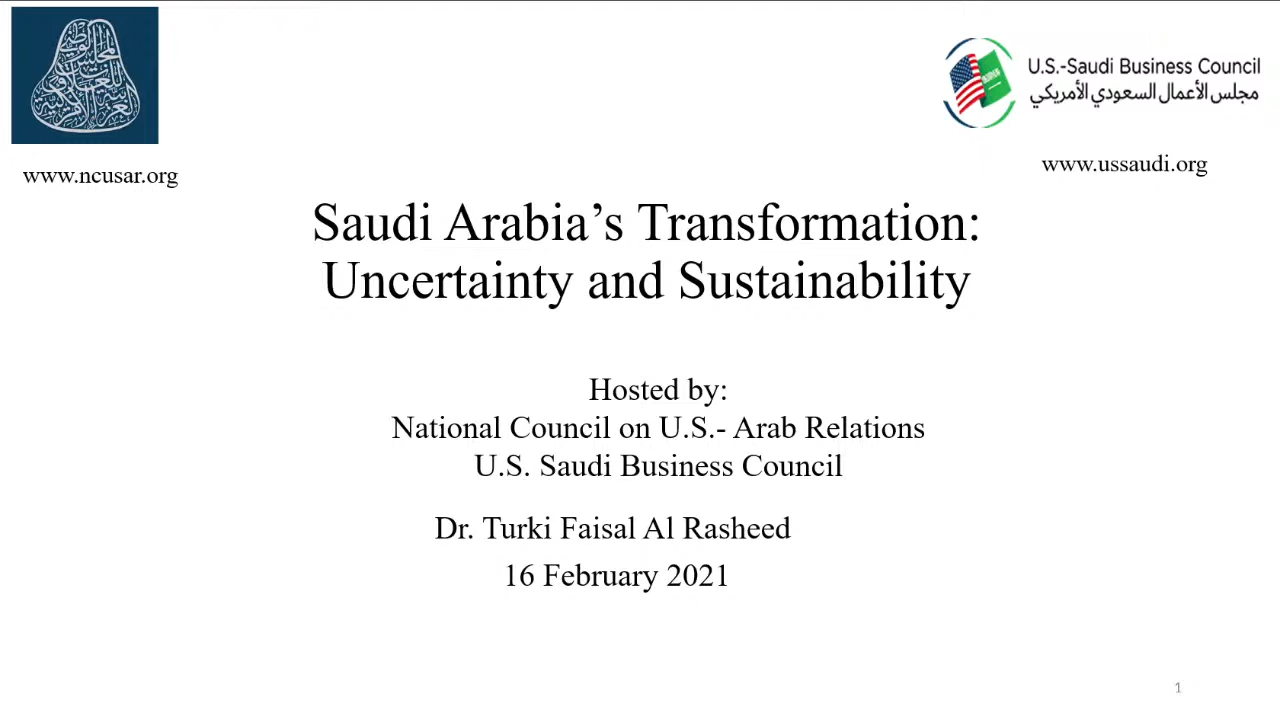 www.ncusar.org
U.S.-Saudi Business Council
مجلس الأعمال السعودي الأمريكي
www.ussaudi.org
Saudi Arabia’s Transformation:
Uncertainty and Sustainability
Hosted by:
National Council on U.S.- Arab Relations
U.S. Saudi Business Council
Dr. Turki Faisal Al Rasheed
16 February 2021
1